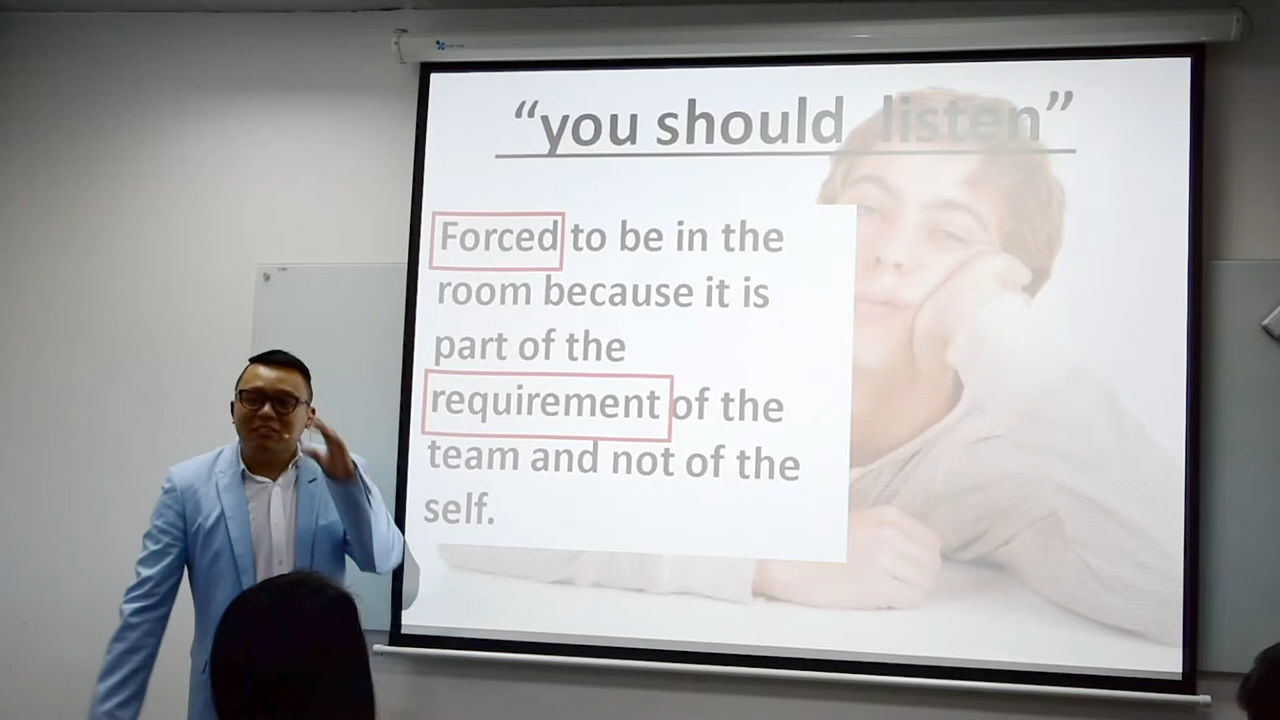 “you should listen”
Forced to be in the
room because it is
part of the
requirement of the
team and not of the
self.